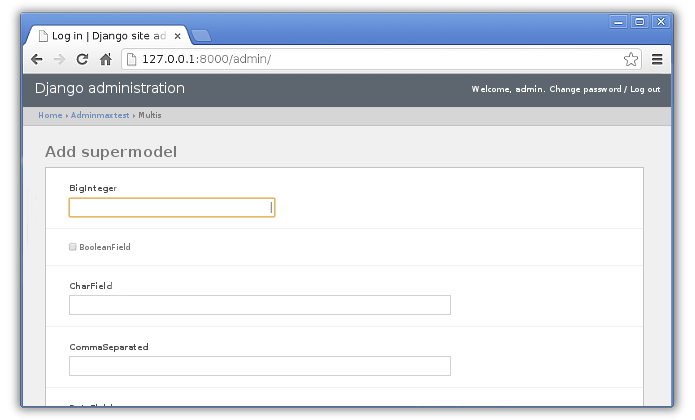 Log in | Django site ad
127.0.0.1:8000/admin/
Django administration
Welcome, admin. Change password / Log out
Home › Adminmaxtest › Multis
Add supermodel
BigInteger
BooleanField
CharField
CommaSeparated